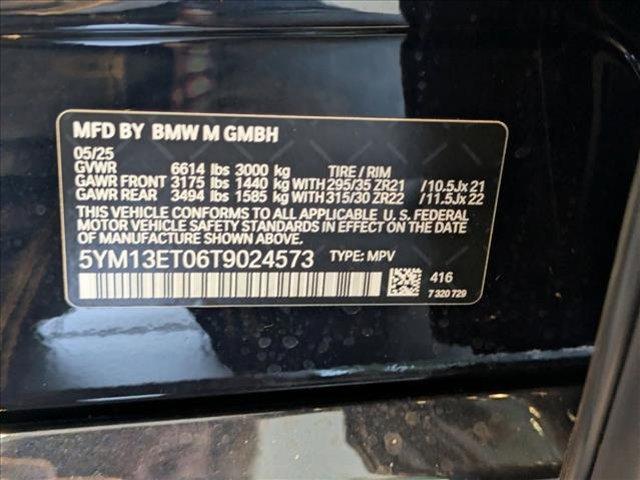 MFD BY BMW M GMBH
05/25
GVWR 6614 lbs 3000 kg TIRE / RIM
GAWR FRONT 3175 lbs 1440 kg WITH 295/35 ZR21 /10.5Jx 21
GAWR REAR 3494 lbs 1585 kg WITH 315/30 ZR22 /11.5Jx 22
THIS VEHICLE CONFORMS TO ALL APPLICABLE U. S. FEDERAL
MOTOR VEHICLE SAFETY STANDARDS IN EFFECT ON THE
DATE OF MANUFACTURE SHOWN ABOVE.
5YM13ET06T9024573 TYPE: MPV
416
7 320 729